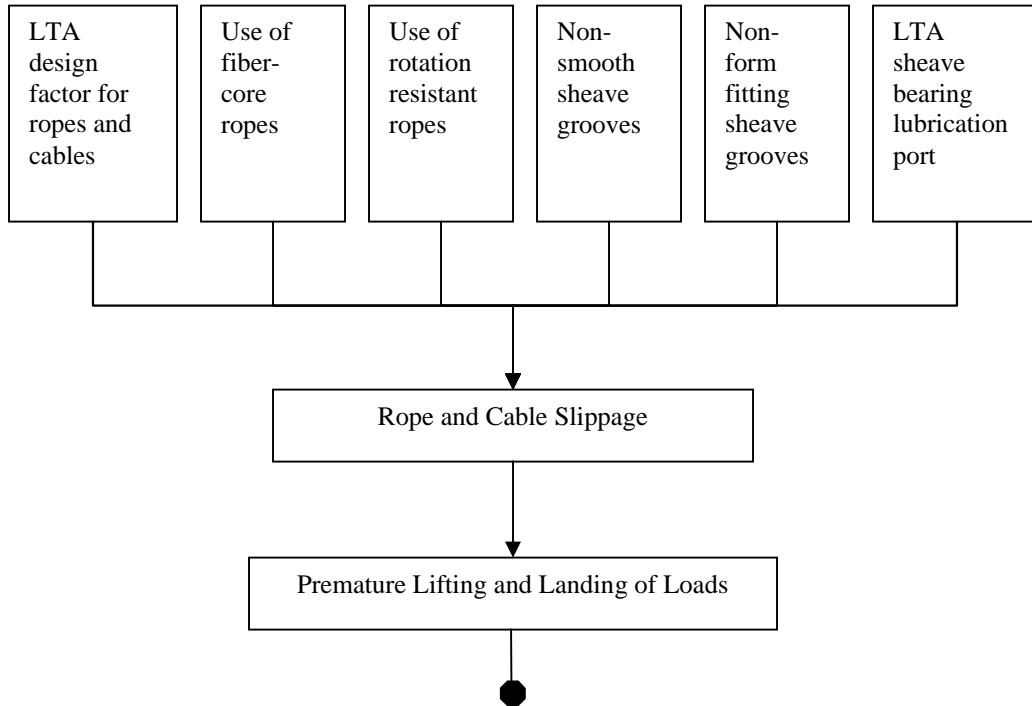 LTA
design
factor for
ropes and
cables
Use of
fiber-
core
ropes
Use of
rotation
resistant
ropes
Non-
smooth
sheave
grooves
Non-
form
fitting
sheave
grooves
LTA
sheave
bearing
lubrication
port
Rope and Cable Slippage
Premature Lifting and Landing of Loads